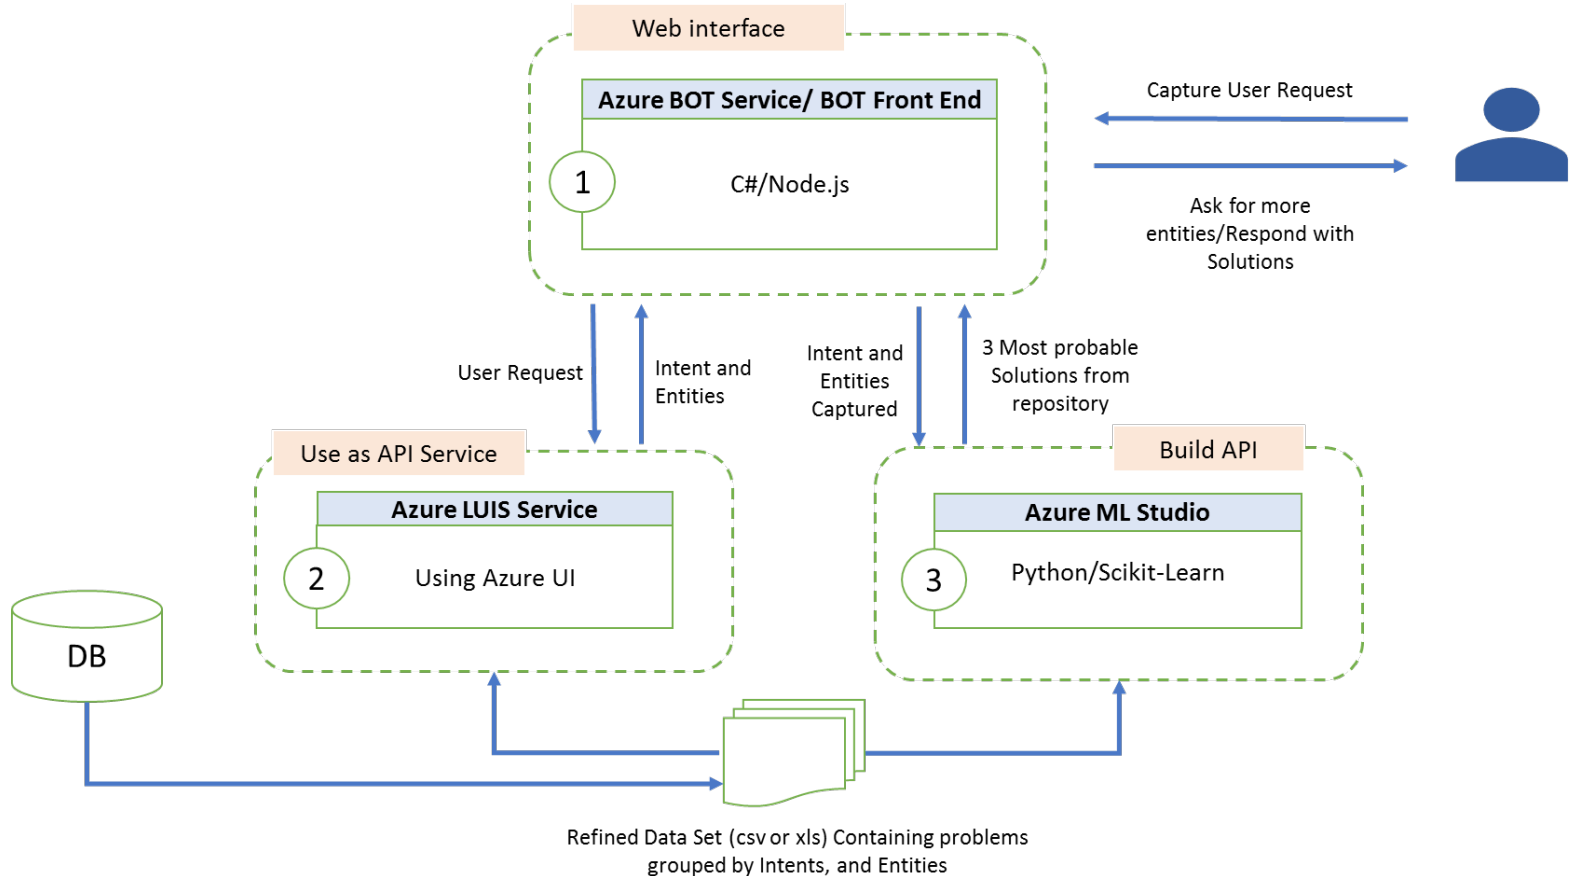 Web interface
Azure BOT Service/ BOT Front End
1
C#/Node.js
Capture User Request
Ask for more
entities/Respond with
Solutions
User Request
Intent and
Entities
Intent and
Entities
Captured
3 Most probable
Solutions from
repository
Use as API Service
Azure LUIS Service
2
Using Azure UI
Build API
Azure ML Studio
3
Python/Scikit-Learn
DB
Refined Data Set (csv or xls) Containing problems
grouped by Intents, and Entities